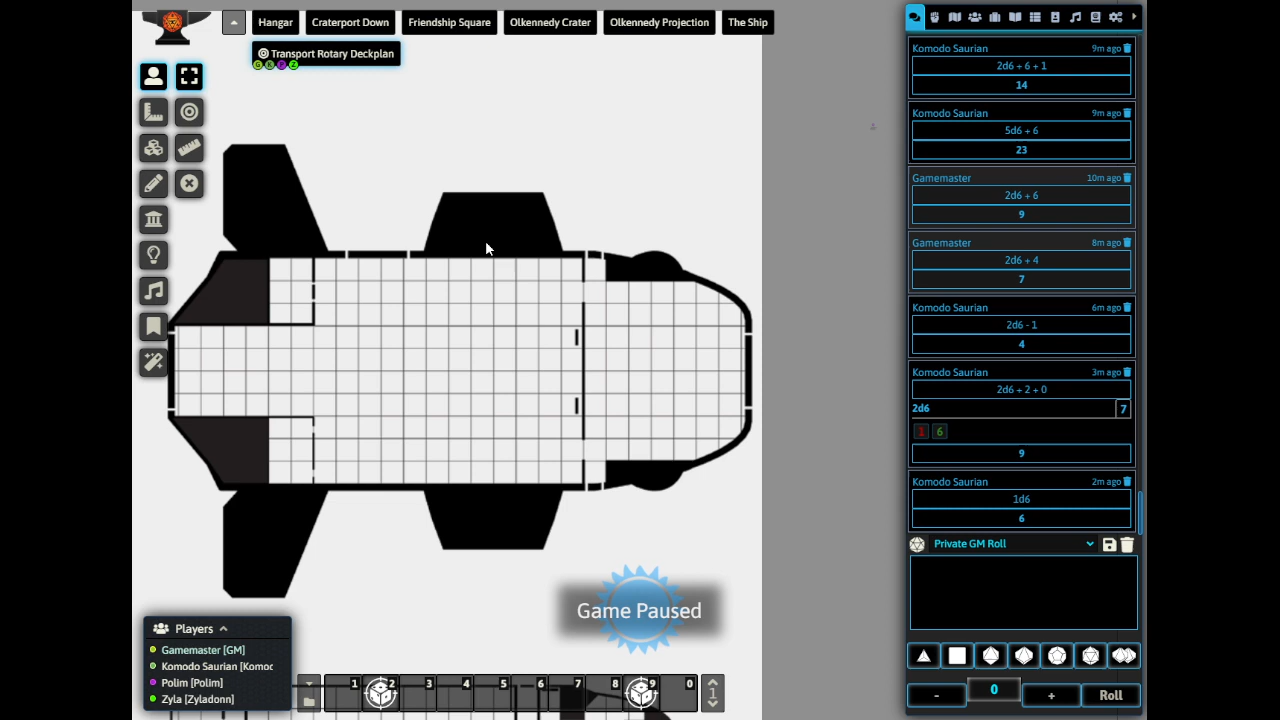 Hangar
Craterport Down
Friendship Square
Olkennedy Crater
Olkennedy Projection
The Ship
Transport Rotary Deckplan
G K P Z
Komodo Saurian 9m ago
2d6 + 6 + 1
14
Komodo Saurian 9m ago
5d6 + 6
23
Gamemaster 10m ago
2d6 + 6
9
Gamemaster 8m ago
2d6 + 4
7
Komodo Saurian 6m ago
2d6 - 1
4
Komodo Saurian 3m ago
2d6 + 2 + 0
2d6 7
1 6
9
Komodo Saurian 2m ago
1d6
6
Private GM Roll
- 0 + Roll
Game Paused
Players
Gamemaster [GM]
Komodo Saurian [Komoc
Polim [Polim]
Zyla [Zyladonn]
1 2 3 4 5 6 7 8 9 0
1